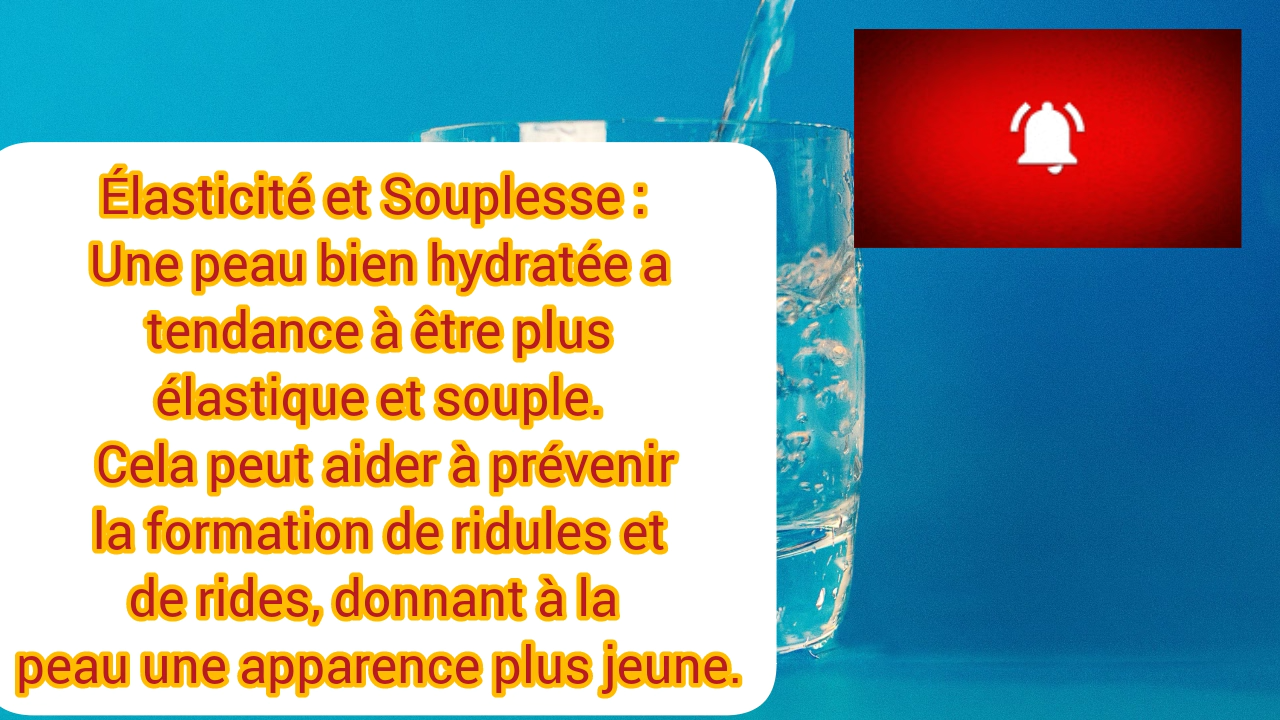 Élasticité et Souplesse :
Une peau bien hydratée a
tendance à être plus
élastique et souple.
Cela peut aider à prévenir
la formation de ridules et
de rides, donnant à la
peau une apparence plus jeune.